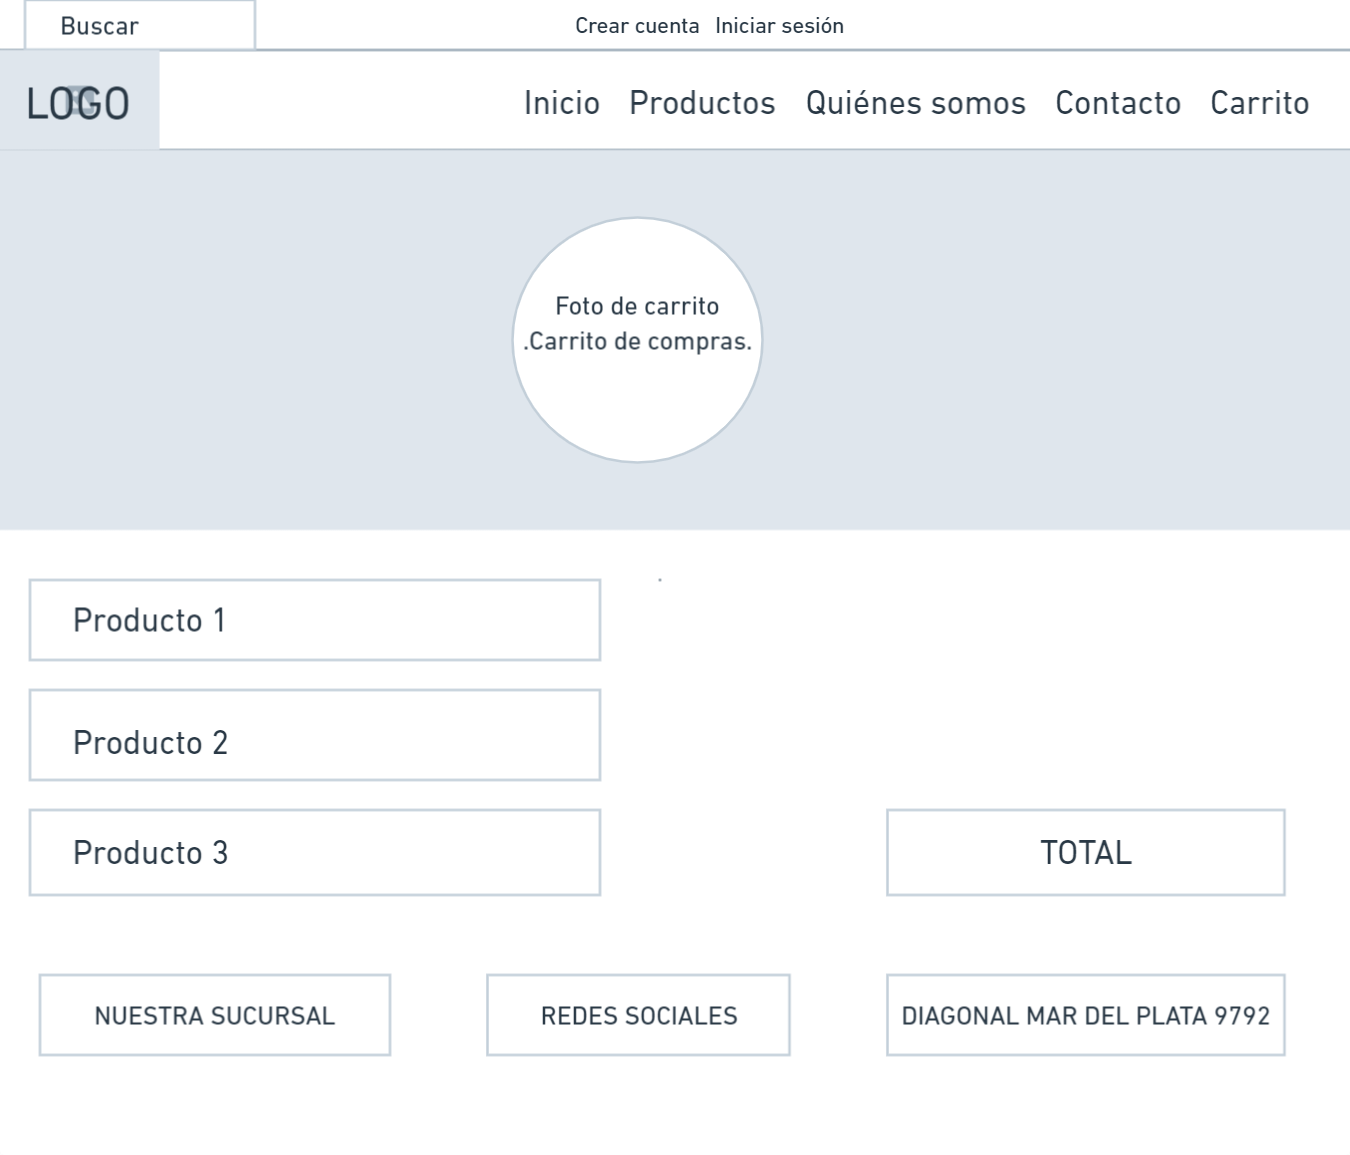 Buscar
Crear cuenta Iniciar sesión
LOGO
Inicio Productos Quiénes somos Contacto Carrito
Foto de carrito
.Carrito de compras.
Producto 1
Producto 2
Producto 3
TOTAL
NUESTRA SUCURSAL
REDES SOCIALES
DIAGONAL MAR DEL PLATA 9792